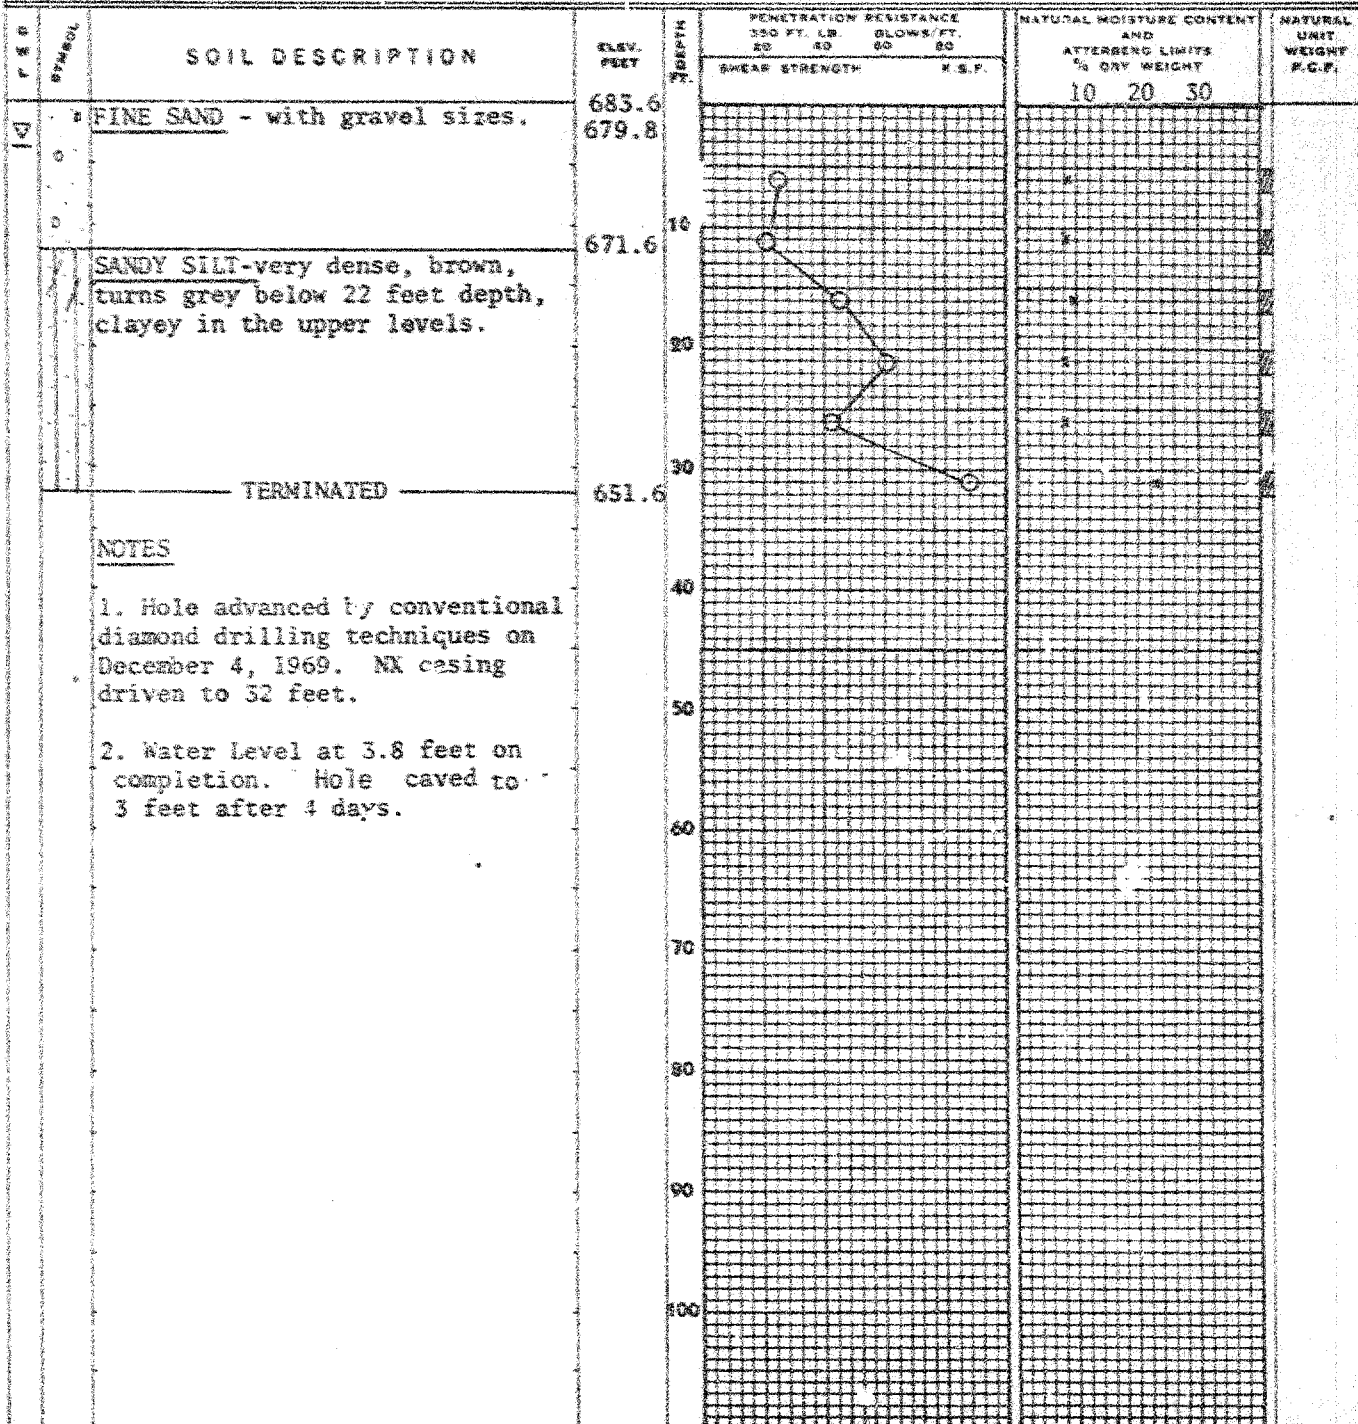 SYMBOL
SOIL DESCRIPTION
ELEV.
FEET
DEPTH
FT.
PENETRATION RESISTANCE
350 FT. LB. BLOWS/FT.
20 40 60 80
SHEAR STRENGTH K.S.F.
NATURAL MOISTURE CONTENT
AND
ATTERBERG LIMITS
% DRY WEIGHT
10 20 30
NATURAL
UNIT
WEIGHT
P.C.F.
683.6
FINE SAND - with gravel sizes.
679.8
10
671.6
SANDY SILT-very dense, brown,
turns grey below 22 feet depth,
clayey in the upper levels.
20
30
TERMINATED
651.6
NOTES
40
1. Hole advanced by conventional
diamond drilling techniques on
December 4, 1969. NX casing
driven to 32 feet.
50
2. Water Level at 3.8 feet on
completion. Hole caved to
3 feet after 4 days.
60
70
80
90
100